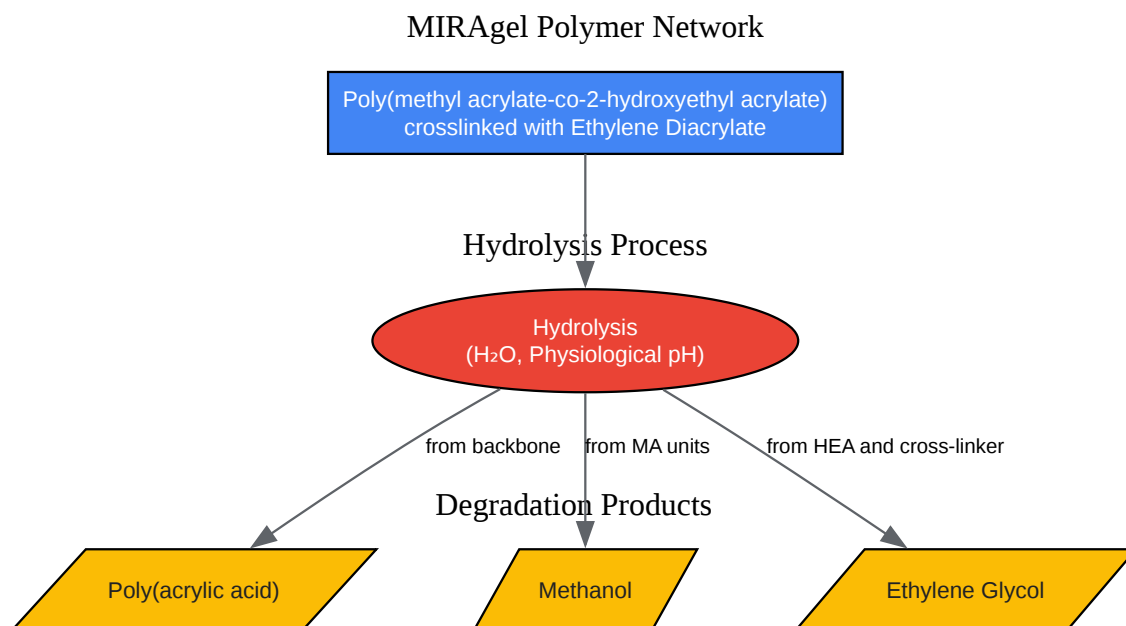 MIRAgel Polymer Network
Poly(methyl acrylate-co-2-hydroxyethyl acrylate)
crosslinked with Ethylene Diacrylate
Hydrolysis Process
Hydrolysis
(H₂O, Physiological pH)
from backbone
from MA units
from HEA and cross-linker
Degradation Products
Poly(acrylic acid)
Methanol
Ethylene Glycol